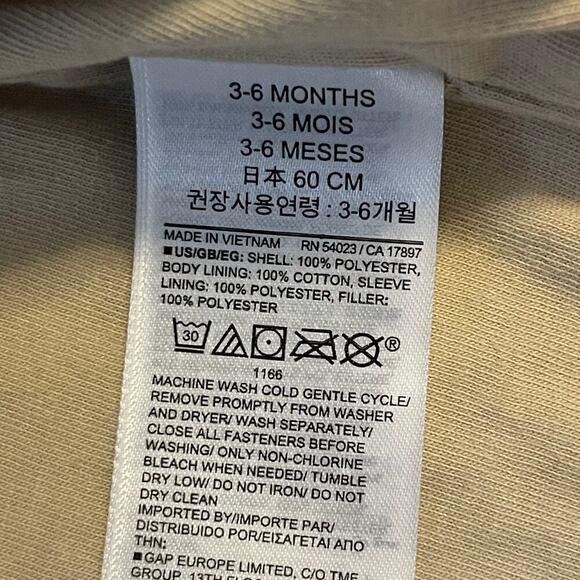 3-6 MONTHS
3-6 MOIS
3-6 MESES
日本 60 CM
권장사용연령 : 3-6개월
MADE IN VIETNAM RN 54023 / CA 17897
■US/GB/EG: SHELL: 100% POLYESTER,
BODY LINING: 100% COTTON, SLEEVE
LINING: 100% POLYESTER, FILLER:
100% POLYESTER
30 ®
1166
MACHINE WASH COLD GENTLE CYCLE/
REMOVE PROMPTLY FROM WASHER
AND DRYER/ WASH SEPARATELY/
CLOSE ALL FASTENERS BEFORE
WASHING/ ONLY NON-CHLORINE
BLEACH WHEN NEEDED/ TUMBLE
DRY LOW/ DO NOT IRON/ DO NOT
DRY CLEAN
IMPORTED BY/IMPORTE PAR/
DISTRIBUIDO POR/ΕΙΣΑΓΕΤΑΙ ΑΠΟ
ΤΗΝ:
■GAP EUROPE LIMITED, C/O TMF
GROUP, 13TH